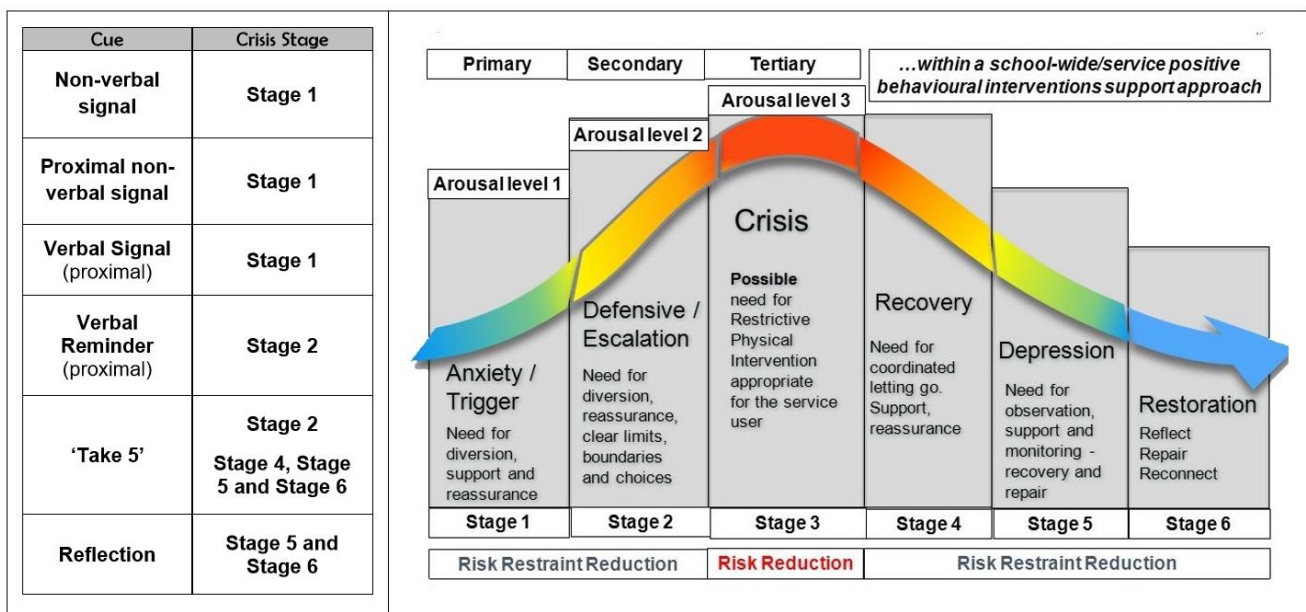 Cue
Crisis Stage
Non-verbal
signal
Stage 1
Proximal non-
verbal signal
Stage 1
Verbal Signal
(proximal)
Stage 1
Verbal
Reminder
(proximal)
Stage 2
‘Take 5’
Stage 2
Stage 4, Stage
5 and Stage 6
Reflection
Stage 5 and
Stage 6
Primary
Secondary
Tertiary
...within a school-wide/service positive
behavioural interventions support approach
Arousal level 1
Arousal level 2
Arousal level 3
Anxiety /
Trigger
Need for
diversion,
support and
reassurance
Defensive /
Escalation
Need for
diversion,
reassurance,
clear limits,
boundaries
and choices
Crisis
Possible
need for
Restrictive
Physical
Intervention
appropriate
for the service
user
Recovery
Need for
coordinated
letting go.
Support,
reassurance
Depression
Need for
observation,
support and
monitoring -
recovery and
repair
Restoration
Reflect
Repair
Reconnect
Stage 1
Stage 2
Stage 3
Stage 4
Stage 5
Stage 6
Risk Restraint Reduction
Risk Reduction
Risk Restraint Reduction